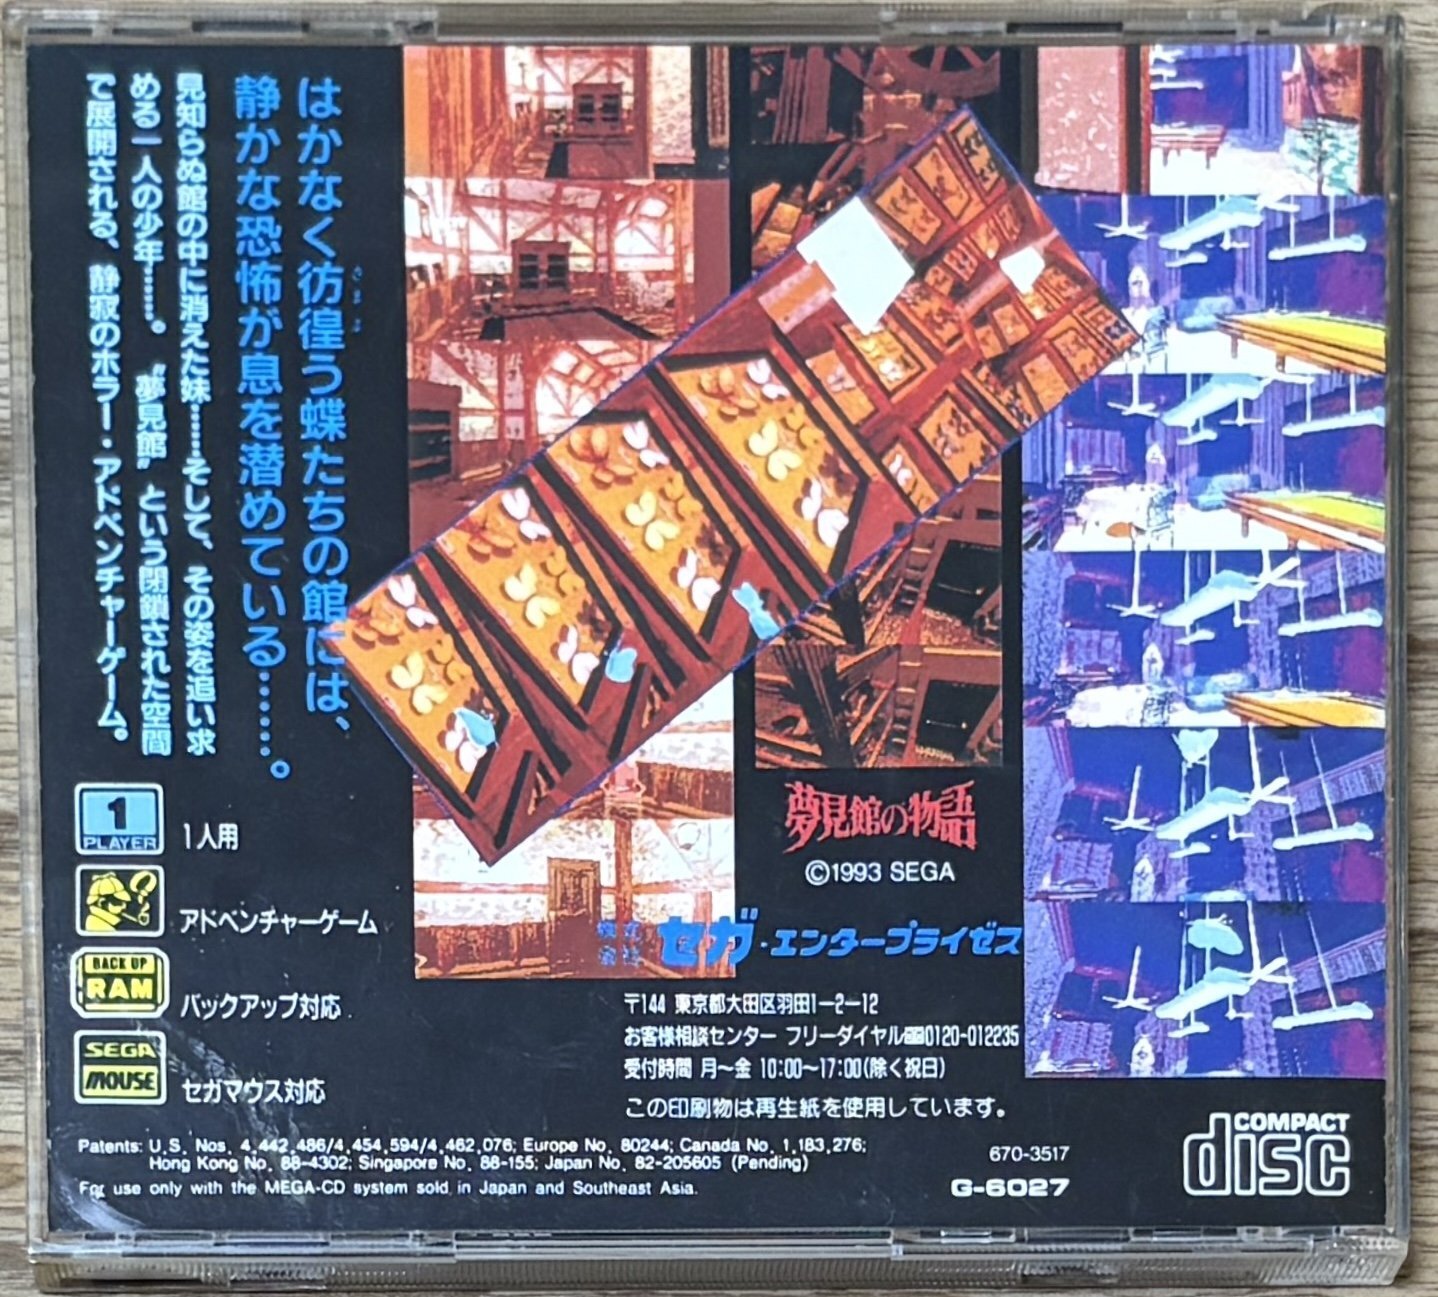 はかなく彷徨う蝶たちの館には、
さまよ
静かな恐怖が息を潜めている……。
見知らぬ館の中に消えた妹……そして、その姿を追い求
める一人の少年……。〝夢見館〟という閉鎖された空間
で展開される、静寂のホラー・アドベンチャーゲーム。
1
PLAYER
1人用
アドベンチャーゲーム
BACK UP
RAM
バックアップ対応
SEGA
MOUSE
セガマウス対応
夢見館の物語
©1993 SEGA
株式会社 セガ・エンタープライゼス
〒144 東京都大田区羽田1−2−12
お客様相談センター フリーダイヤル0120-012235
受付時間 月〜金 10:00〜17:00(除く祝日)
この印刷物は再生紙を使用しています。
Patents: U.S. Nos. 4,442,486/4,454,594/4,462,076; Europe No. 80244; Canada No. 1,183,276;
Hong Kong No. 88-4302; Singapore No. 88-155; Japan No. 82-205605 (Pending)
For use only with the MEGA-CD system sold in Japan and Southeast Asia.
670-3517
G-6027
COMPACT
disc